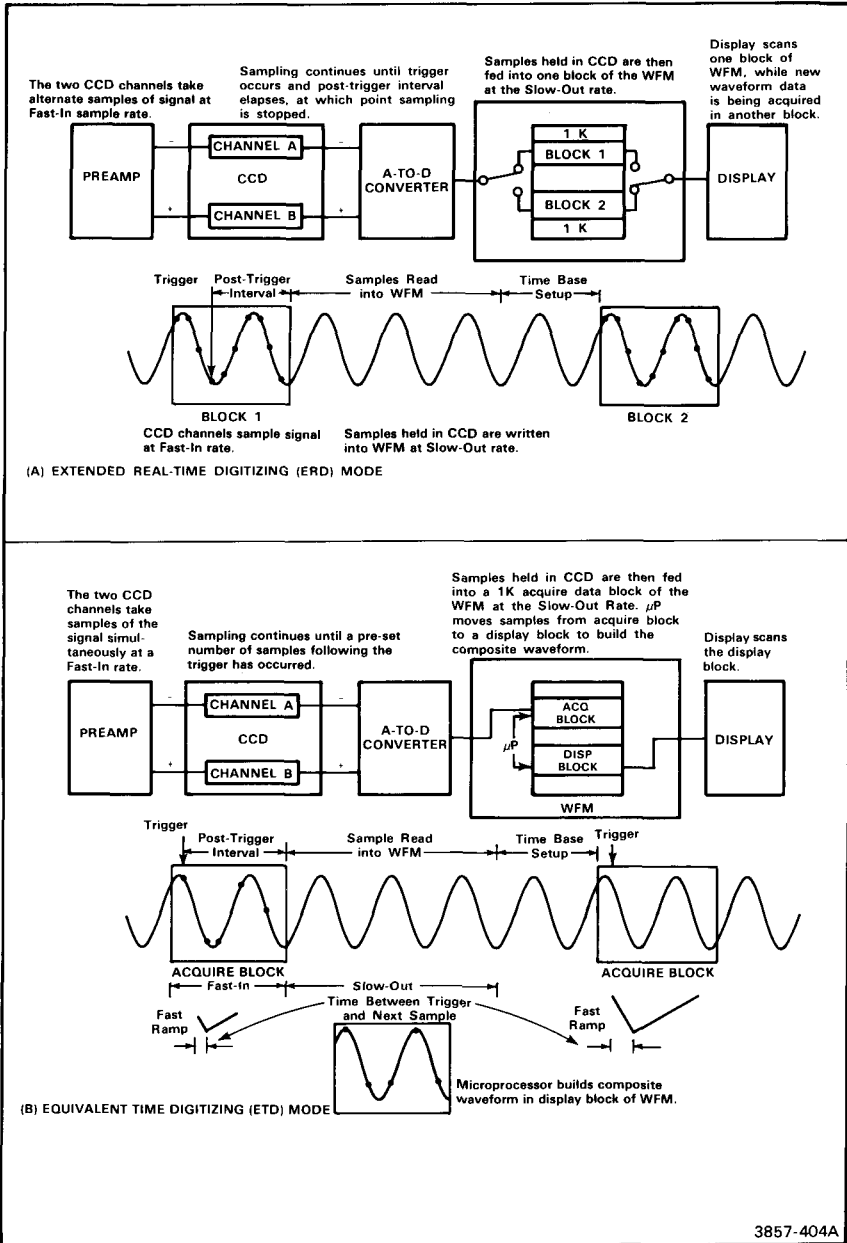 The two CCD channels take
alternate samples of signal at
Fast-In sample rate.
Sampling continues until trigger
occurs and post-trigger interval
elapses, at which point sampling
is stopped.
Samples held in CCD are then
fed into one block of the WFM
at the Slow-Out rate.
Display scans
one block of
WFM, while new
waveform data
is being acquired
in another block.
PREAMP
-
+
CHANNEL A
CCD
CHANNEL B
-
+
A-TO-D
CONVERTER
1 K
BLOCK 1
BLOCK 2
1 K
DISPLAY
Trigger
Post-Trigger
Interval
Samples Read
into WFM
Time Base
Setup
BLOCK 1
BLOCK 2
CCD channels sample signal
at Fast-In rate.
Samples held in CCD are written
into WFM at Slow-Out rate.
(A) EXTENDED REAL-TIME DIGITIZING (ERD) MODE
The two CCD
channels take
samples of the
signal simul-
taneously at a
Fast-In rate.
Sampling continues until a pre-set
number of samples following the
trigger has occurred.
Samples held in CCD are then fed
into a 1K acquire data block of the
WFM at the Slow-Out Rate. µP
moves samples from acquire block
to a display block to build the
composite waveform.
Display scans
the display
block.
PREAMP
-
+
CHANNEL A
CCD
CHANNEL B
-
+
A-TO-D
CONVERTER
µP
ACQ
BLOCK
DISP
BLOCK
WFM
DISPLAY
Trigger
Post-Trigger
Interval
Sample Read
into WFM
Time Base
Setup
Trigger
ACQUIRE BLOCK
ACQUIRE BLOCK
Fast-In
Slow-Out
Fast
Ramp
Time Between Trigger
and Next Sample
Fast
Ramp
Microprocessor builds composite
waveform in display block of WFM.
(B) EQUIVALENT TIME DIGITIZING (ETD) MODE
3857-404A